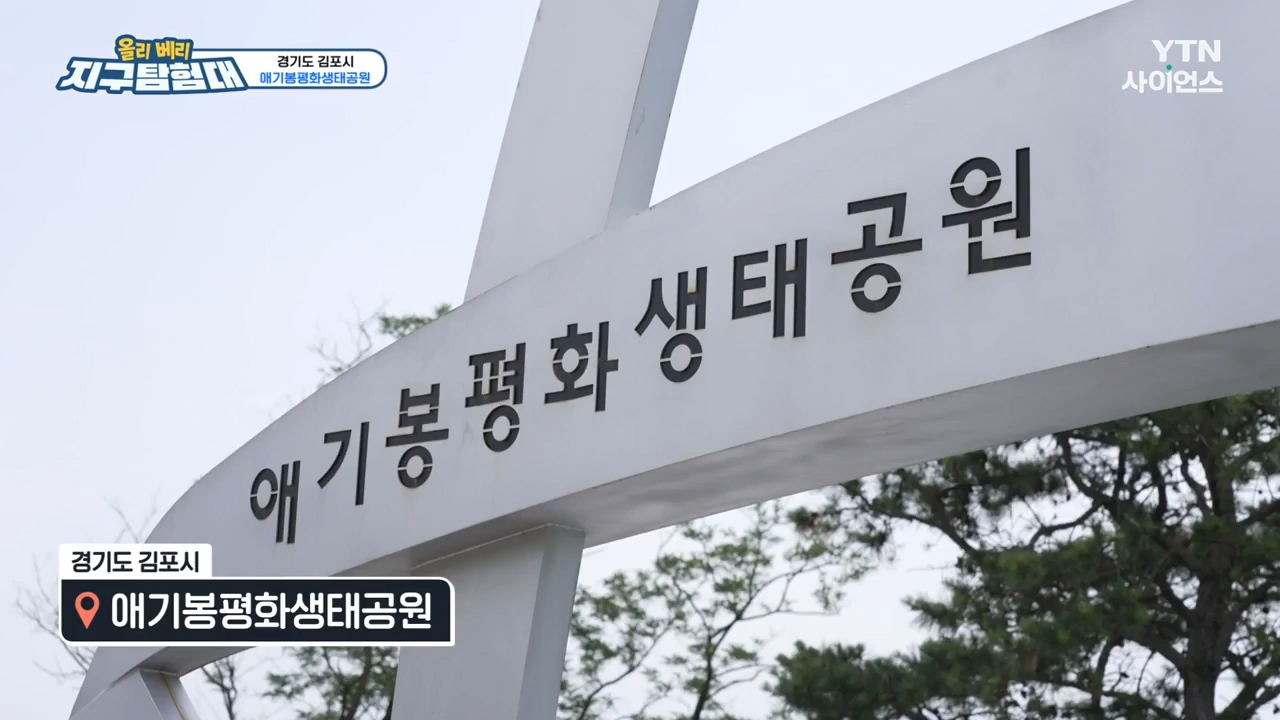 올리 베리
지구탐험대
경기도 김포시
애기봉평화생태공원
YTN
사이언스
애기봉평화생태공원
경기도 김포시
애기봉평화생태공원